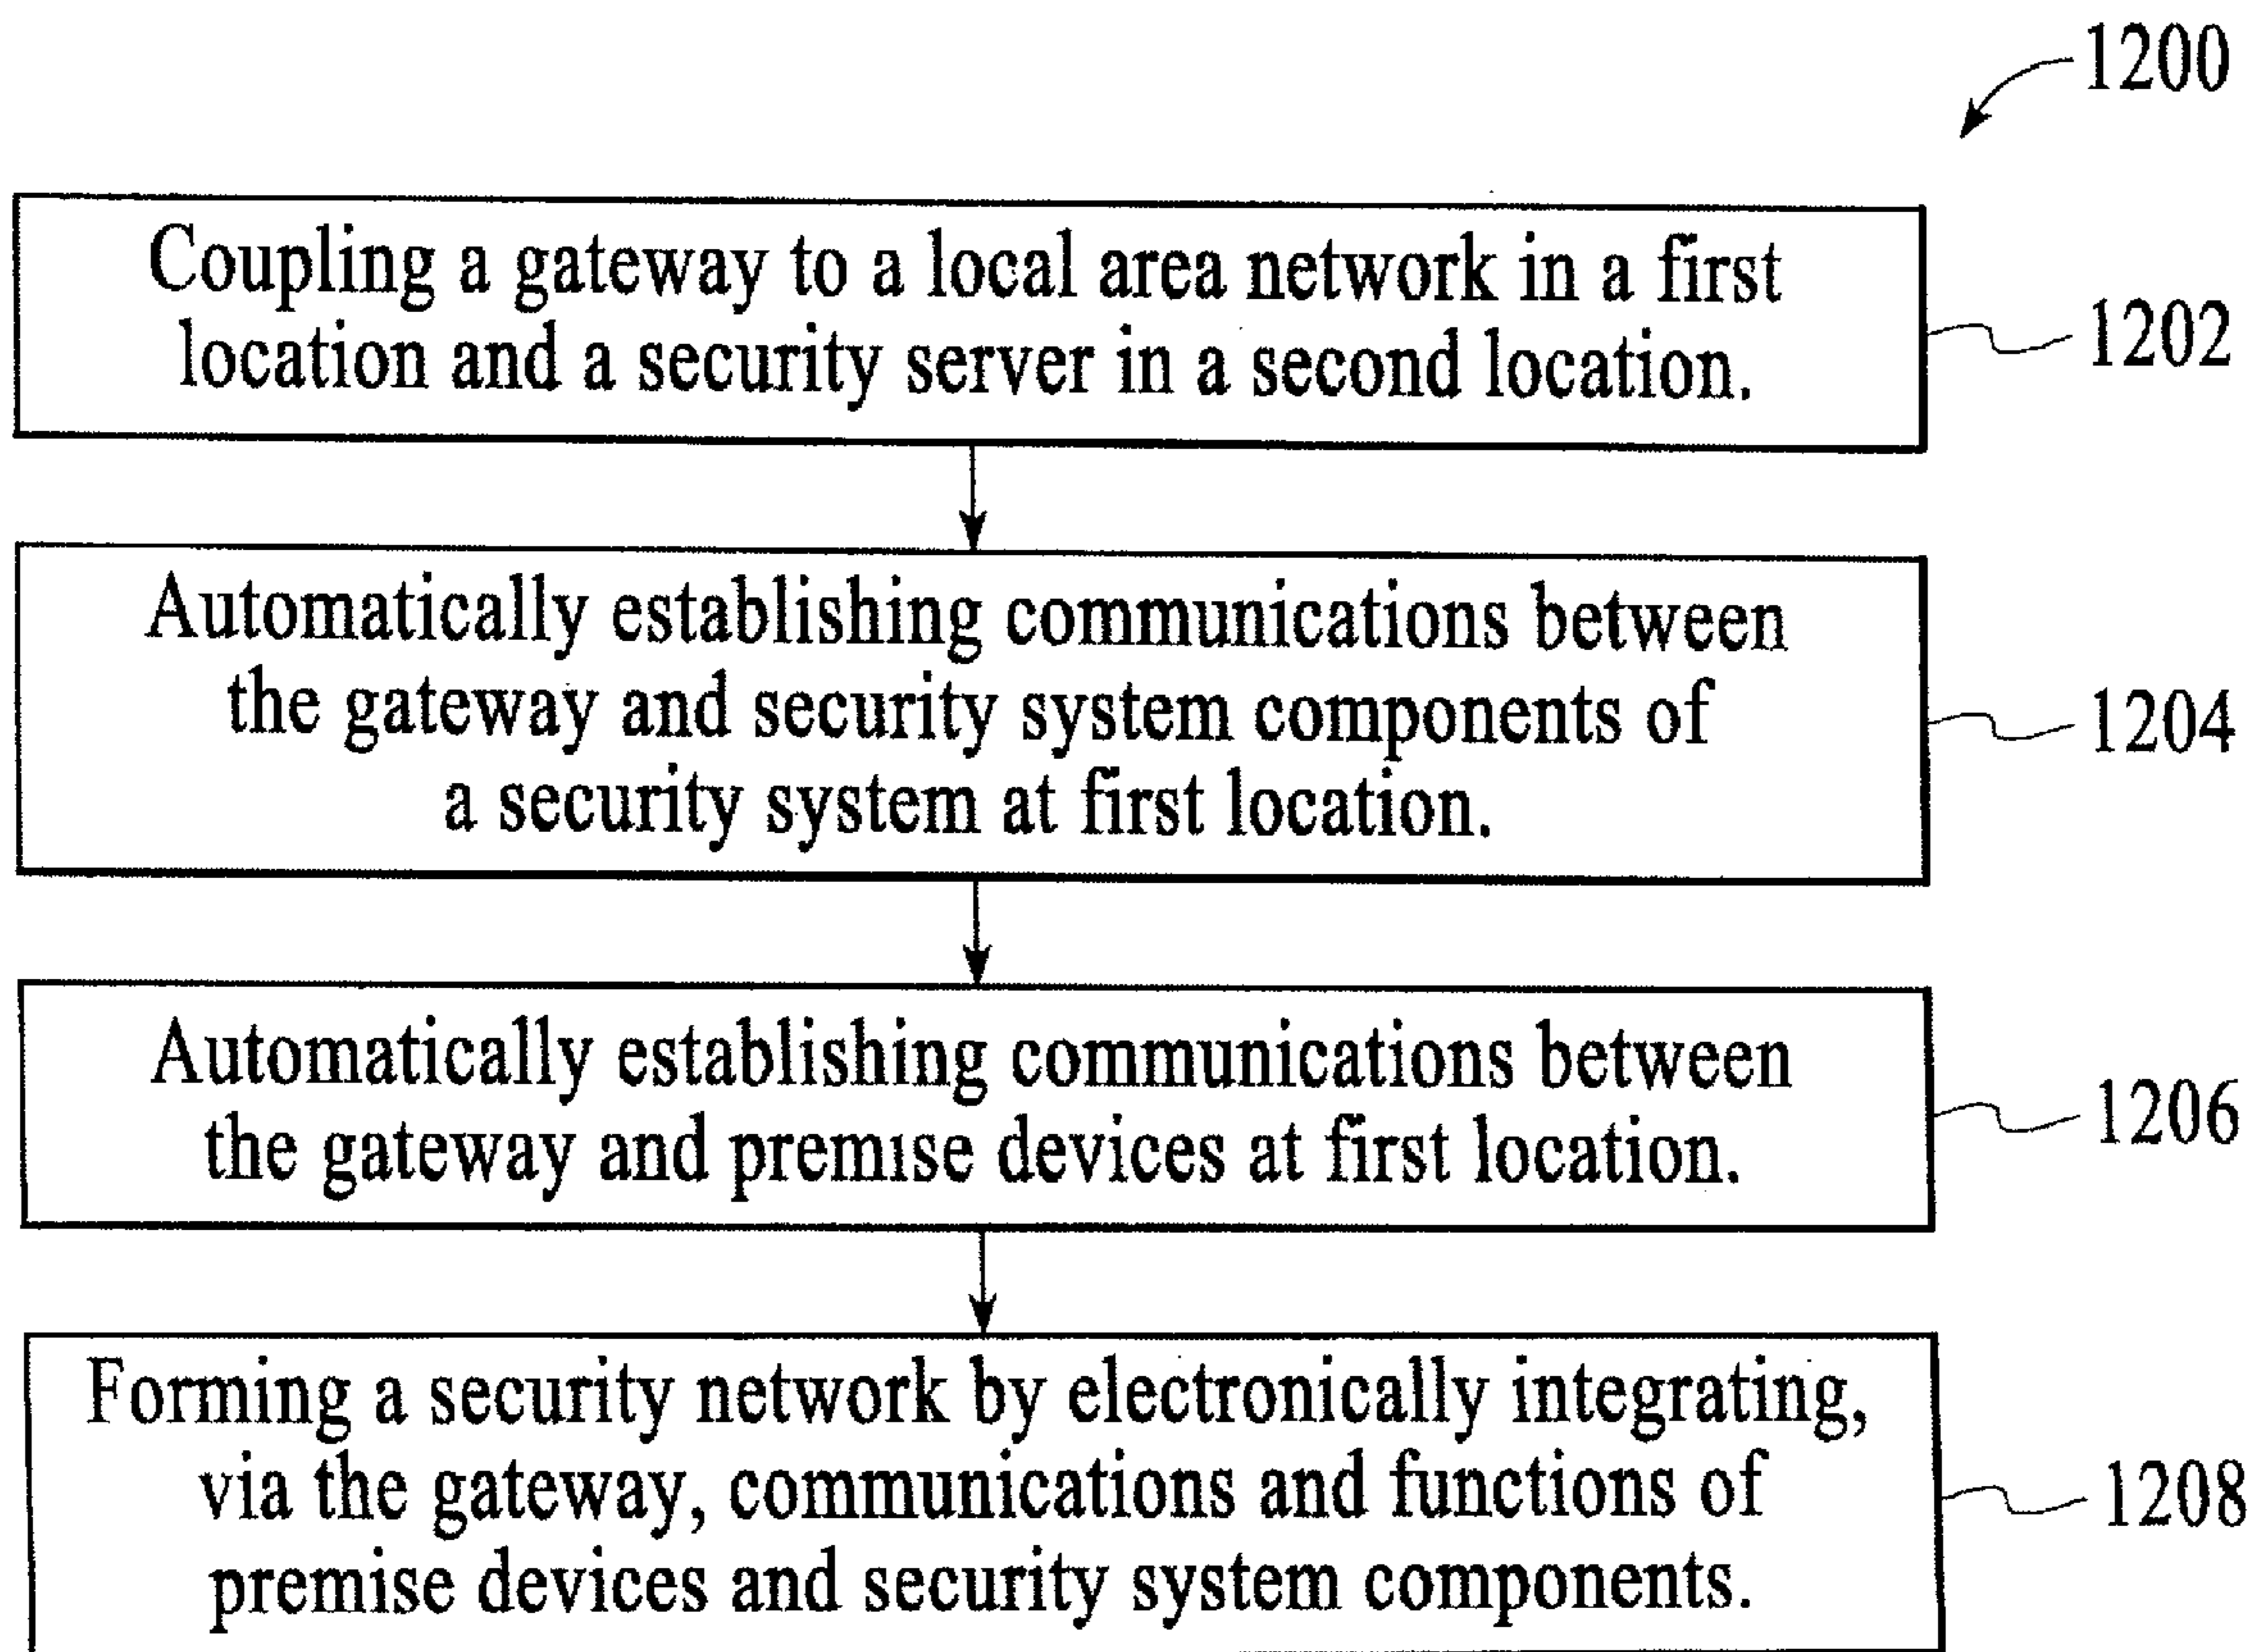 1200
Coupling a gateway to a local area network in a first
location and a security server in a second location.
1202
Automatically establishing communications between
the gateway and security system components of
a security system at first location.
1204
Automatically establishing communications between
the gateway and premise devices at first location.
1206
Forming a security network by electronically integrating,
via the gateway, communications and functions of
premise devices and security system components.
1208